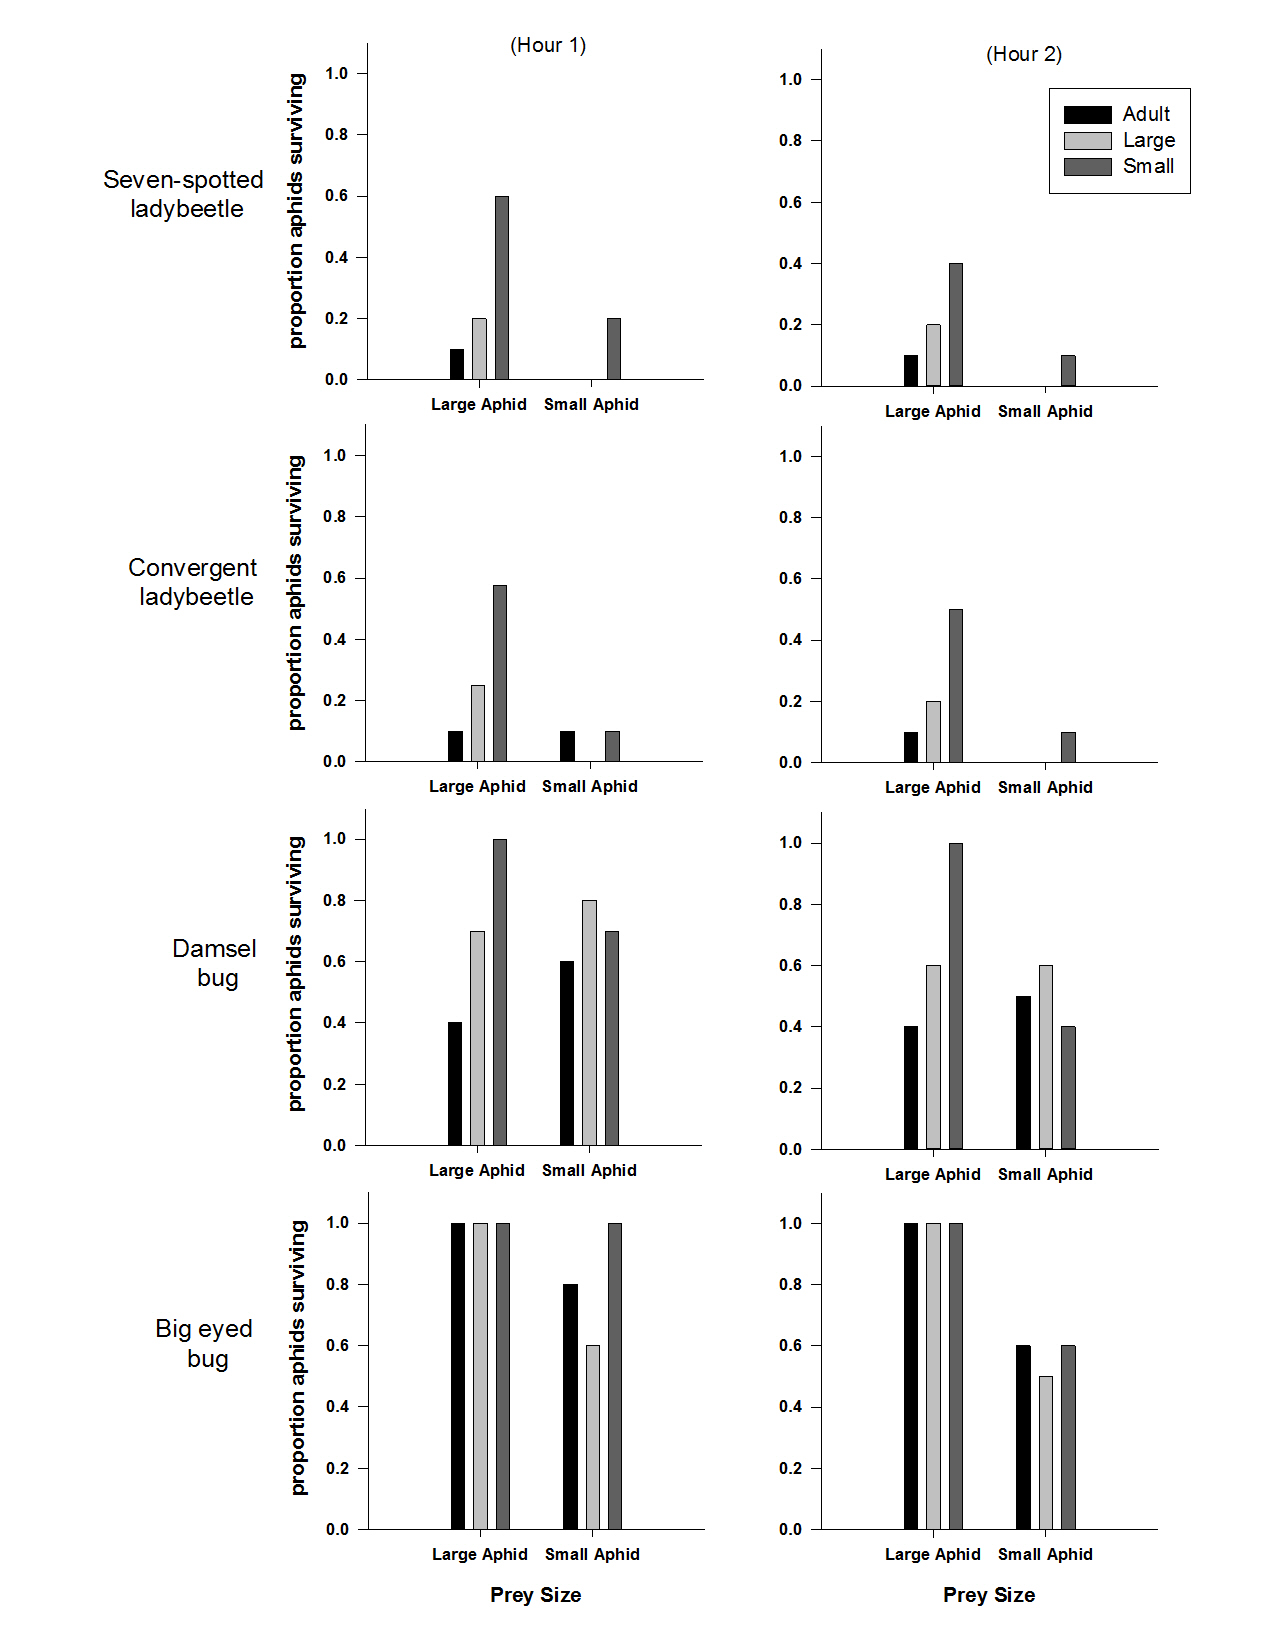 (Hour 1)
(Hour 2)
Adult
Large
Small
Seven-spotted
ladybeetle
proportion aphids surviving
1.0
0.8
0.6
0.4
0.2
0.0
Large Aphid Small Aphid
1.0
0.8
0.6
0.4
0.2
0.0
Large Aphid Small Aphid
Convergent
ladybeetle
proportion aphids surviving
1.0
0.8
0.6
0.4
0.2
0.0
Large Aphid Small Aphid
1.0
0.8
0.6
0.4
0.2
0.0
Large Aphid Small Aphid
Damsel
bug
proportion aphids surviving
1.0
0.8
0.6
0.4
0.2
0.0
Large Aphid Small Aphid
1.0
0.8
0.6
0.4
0.2
0.0
Large Aphid Small Aphid
Big eyed
bug
proportion aphids surviving
1.0
0.8
0.6
0.4
0.2
0.0
Large Aphid Small Aphid
Prey Size
1.0
0.8
0.6
0.4
0.2
0.0
Large Aphid Small Aphid
Prey Size